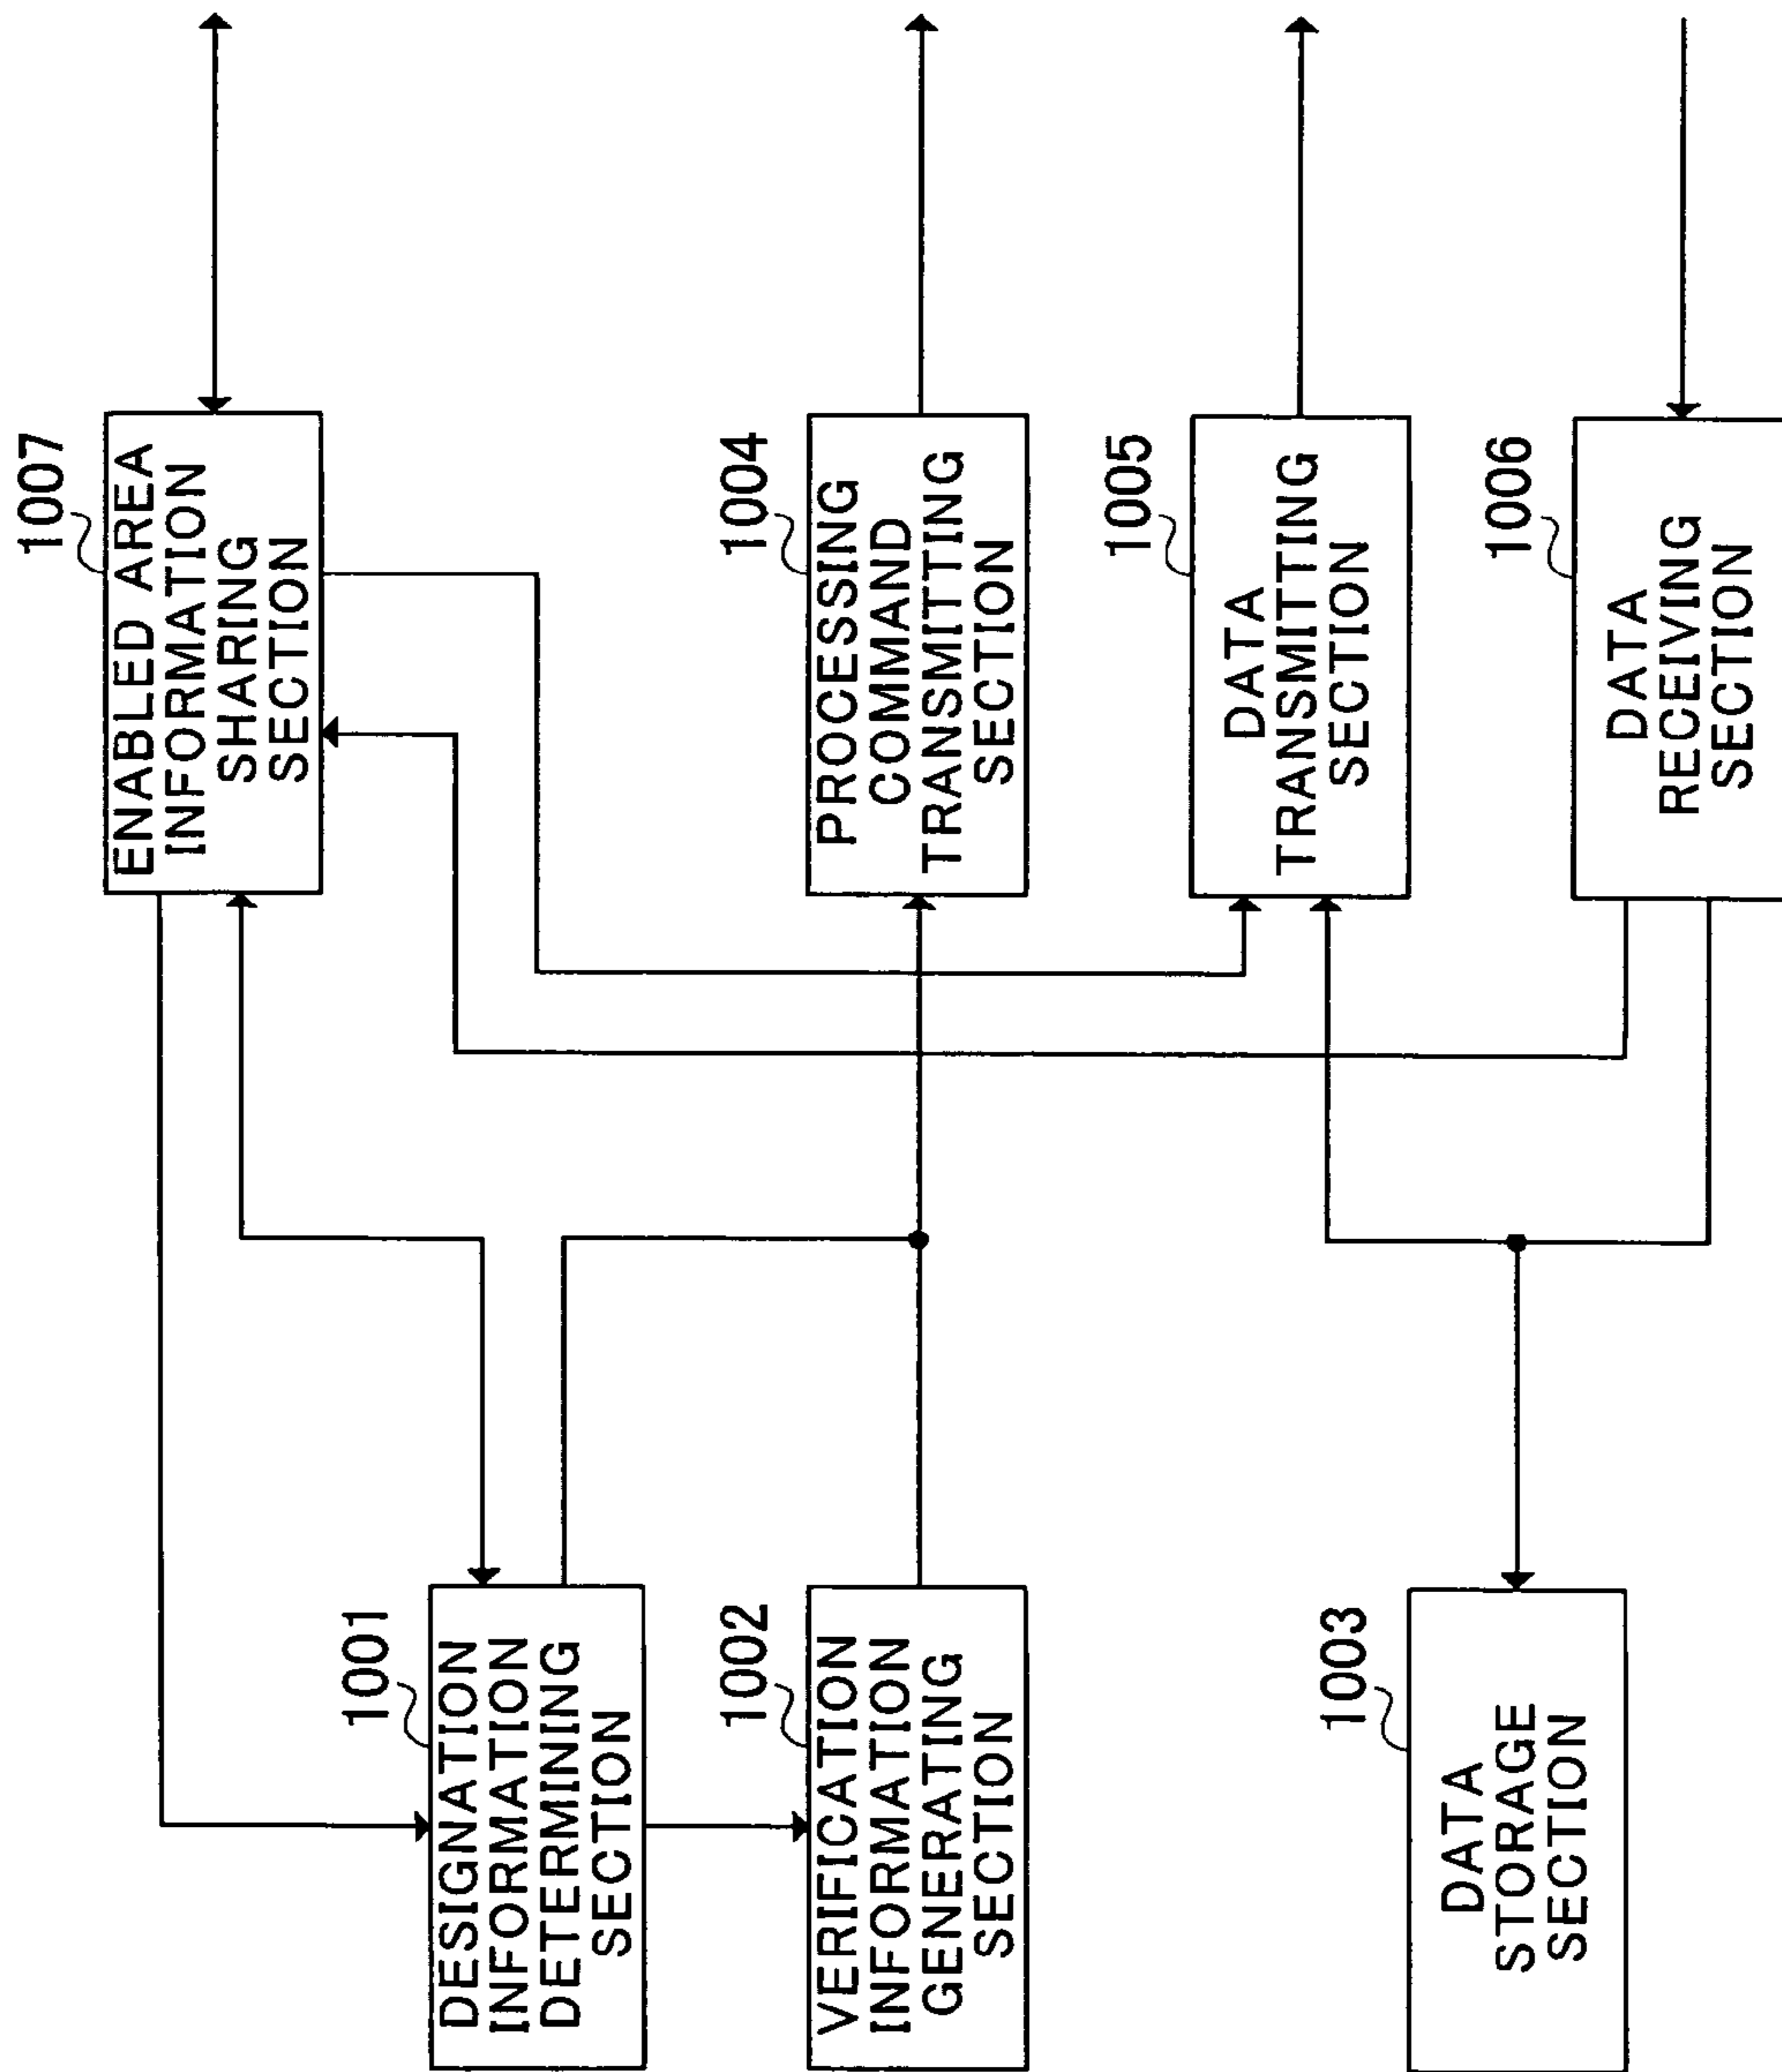 1007
ENABLED AREA
INFORMATION
SHARING
SECTION
1001
DESIGNATION
INFORMATION
DETERMINING
SECTION
1002
VERIFICATION
INFORMATION
GENERATING
SECTION
1004
PROCESSING
COMMAND
TRANSMITTING
SECTION
1005
DATA
TRANSMITTING
SECTION
1003
DATA
STORAGE
SECTION
1006
DATA
RECEIVING
SECTION